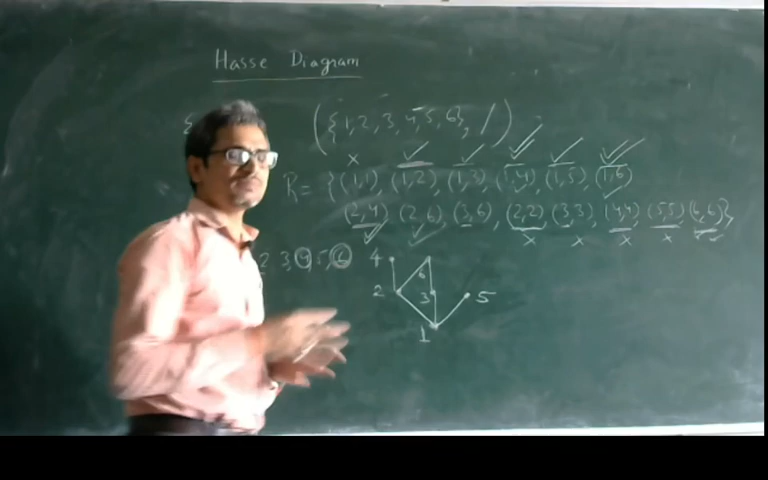 Hasse Diagram
{ ({1, 2, 3, 4, 5, 6}, /)
R = {(1,1), (1,2), (1,3), (1,4), (1,5), (1,6)
(2,4) (2,6) (3,6), (2,2) (3,3) (4,4) (5,5) (6,6)}
2 3, 4, 5, 6
4 6
2 3 5
1